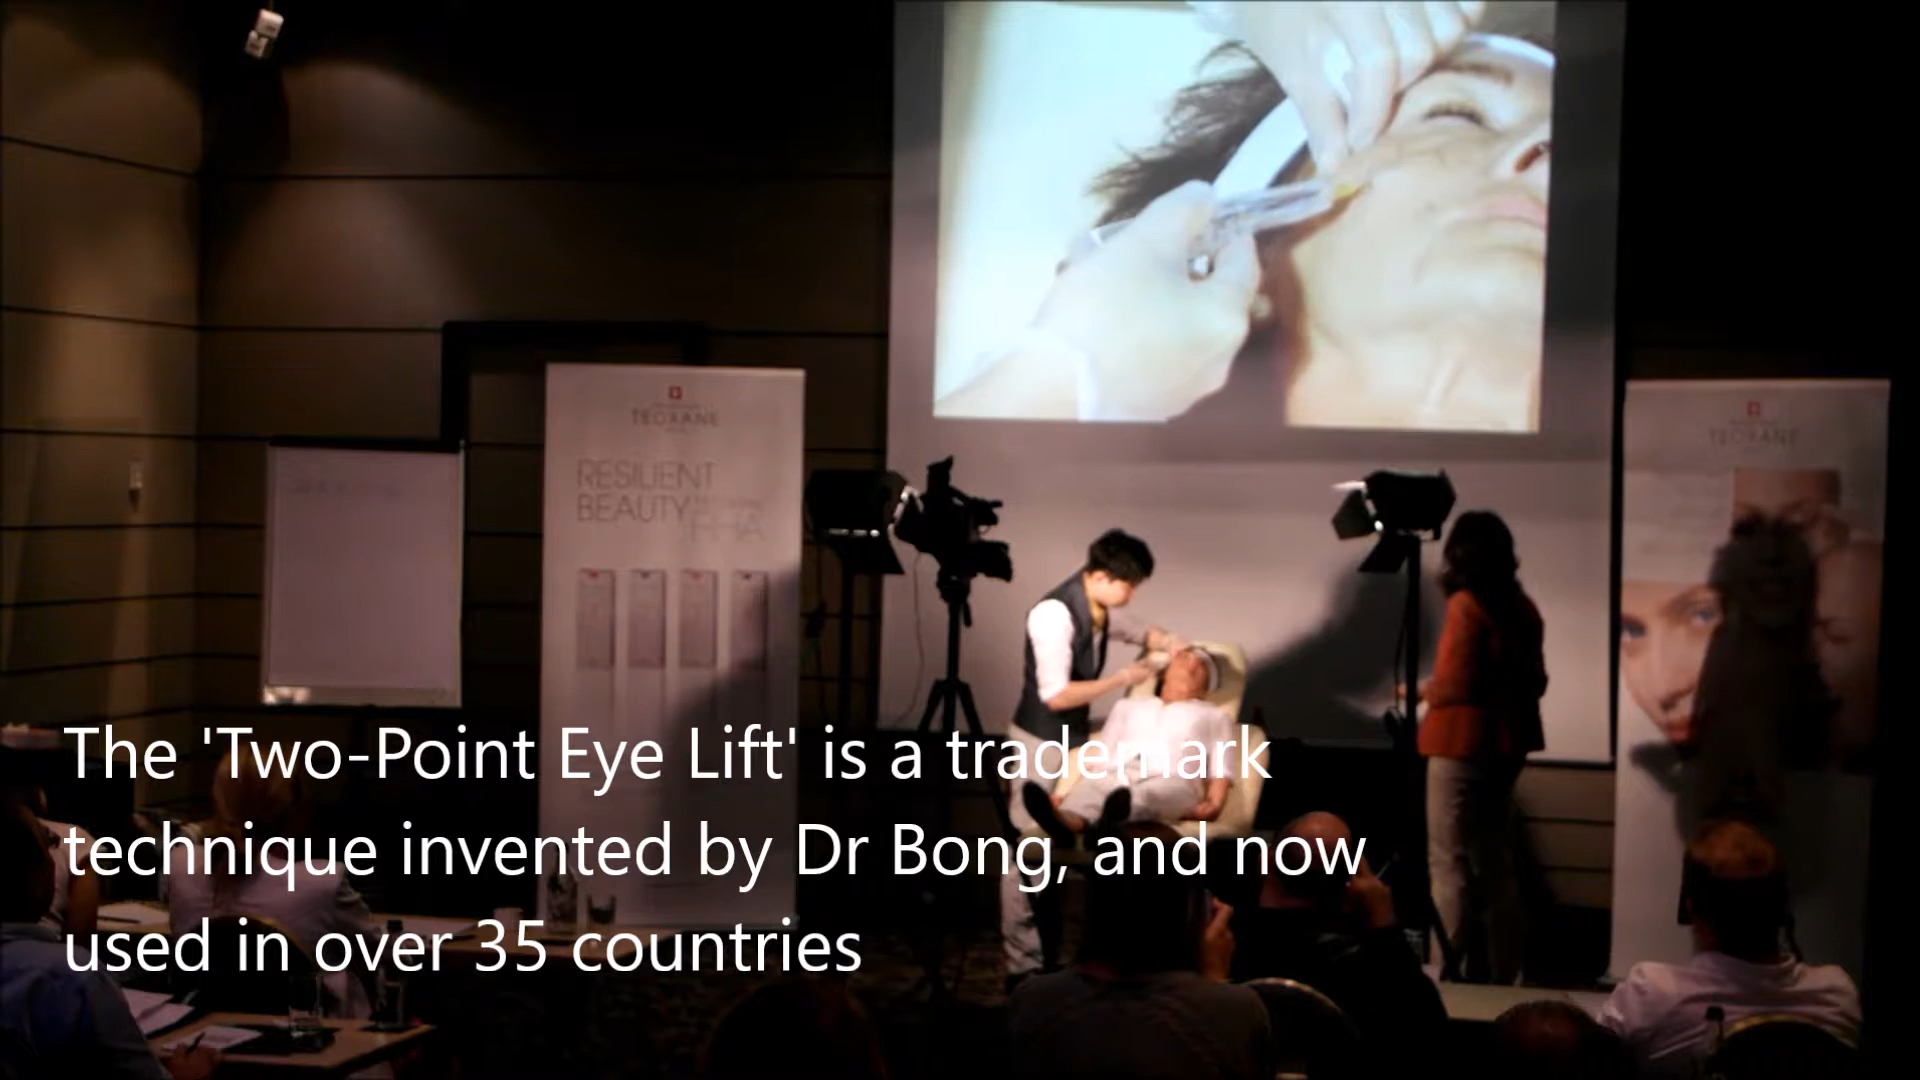 TEOXANE
RESILIENT
BEAUTY
RHA
TEOXANE
The 'Two-Point Eye Lift' is a trademark
technique invented by Dr Bong, and now
used in over 35 countries